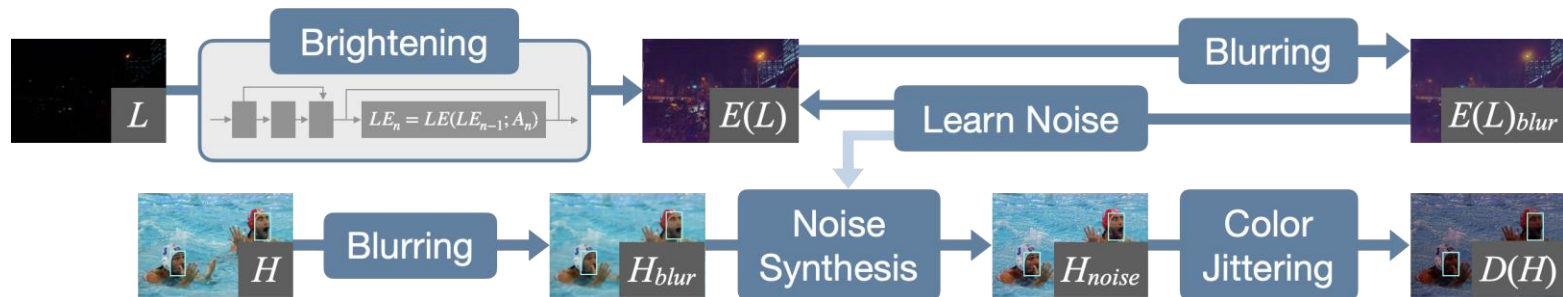 Brightening
L
LEₙ = LE(LEₙ₋₁; Aₙ)
E(L)
Blurring
E(L)blur
Learn Noise
H
Blurring
Hblur
Noise
Synthesis
Hnoise
Color
Jittering
D(H)